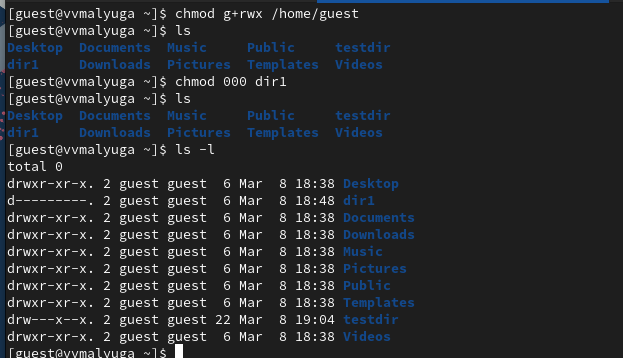 [guest@vvmalyuga ~]$ chmod g+rwx /home/guest
[guest@vvmalyuga ~]$ ls
Desktop  Documents  Music     Public     testdir
dir1     Downloads  Pictures  Templates  Videos
[guest@vvmalyuga ~]$ chmod 000 dir1
[guest@vvmalyuga ~]$ ls
Desktop  Documents  Music     Public     testdir
dir1     Downloads  Pictures  Templates  Videos
[guest@vvmalyuga ~]$ ls -l
total 0
drwxr-xr-x. 2 guest guest  6 Mar  8 18:38 Desktop
d---------. 2 guest guest  6 Mar  8 18:48 dir1
drwxr-xr-x. 2 guest guest  6 Mar  8 18:38 Documents
drwxr-xr-x. 2 guest guest  6 Mar  8 18:38 Downloads
drwxr-xr-x. 2 guest guest  6 Mar  8 18:38 Music
drwxr-xr-x. 2 guest guest  6 Mar  8 18:38 Pictures
drwxr-xr-x. 2 guest guest  6 Mar  8 18:38 Public
drwxr-xr-x. 2 guest guest  6 Mar  8 18:38 Templates
drw---x--x. 2 guest guest 22 Mar  8 19:04 testdir
drwxr-xr-x. 2 guest guest  6 Mar  8 18:38 Videos
[guest@vvmalyuga ~]$